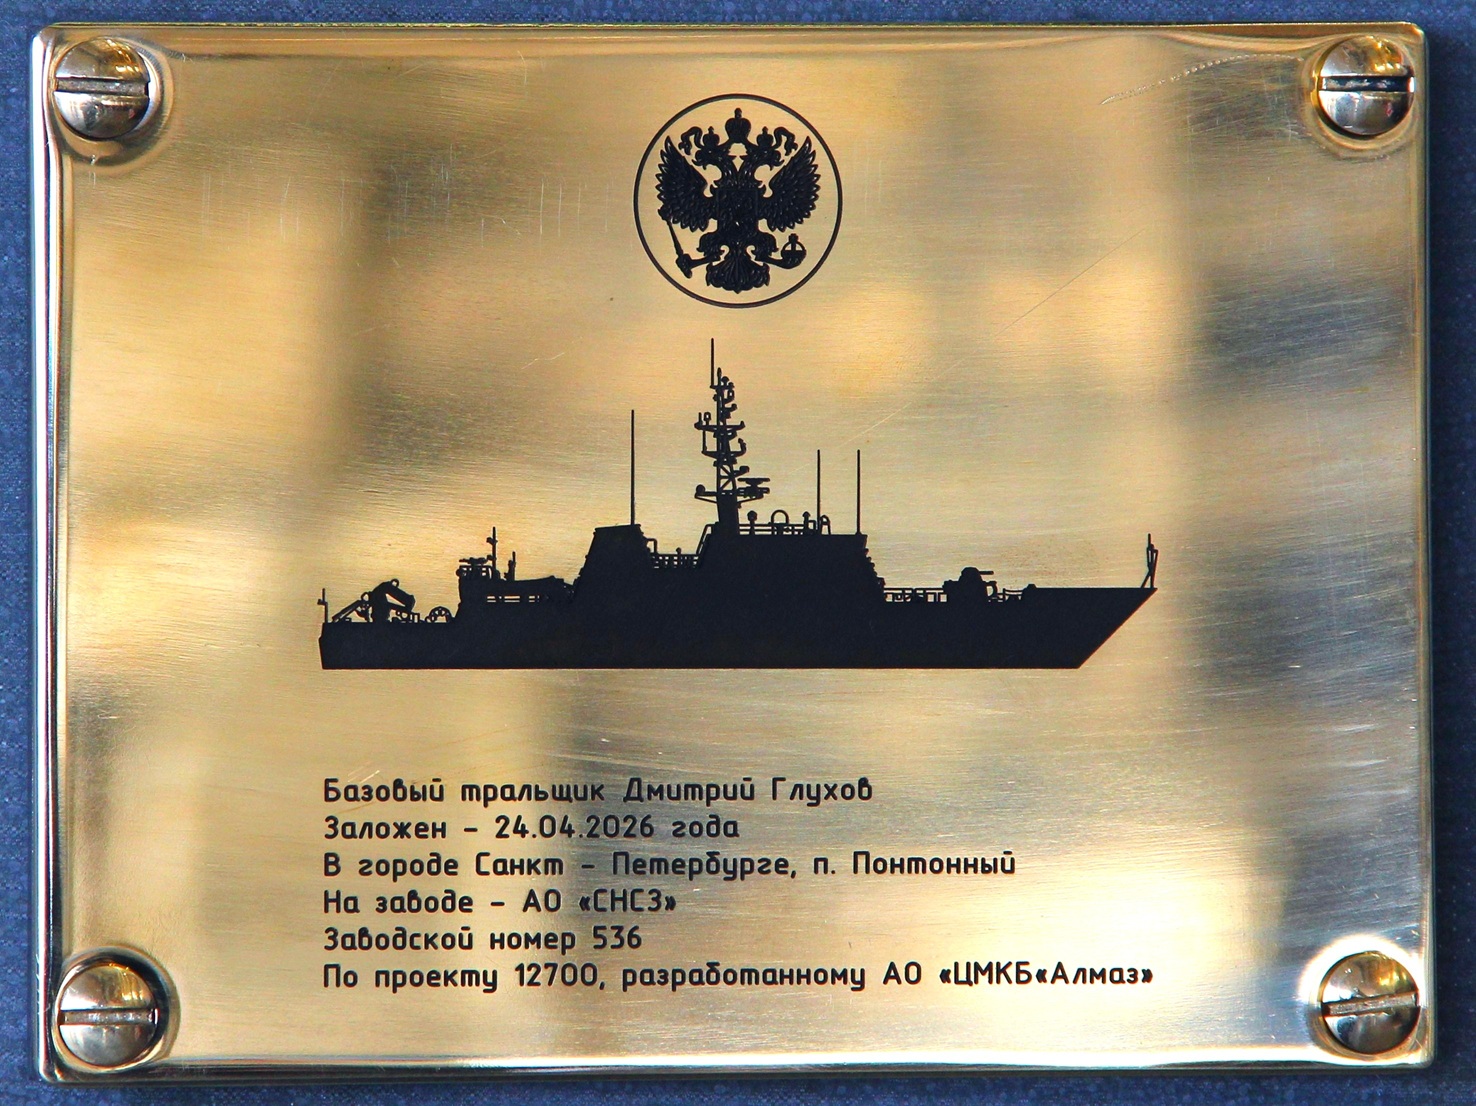 Базовый тральщик Дмитрий Глухов
Заложен - 24.04.2026 года
В городе Санкт - Петербурге, п. Понтонный
На заводе - АО «СНСЗ»
Заводской номер 536
По проекту 12700, разработанному АО «ЦМКБ«Алмаз»